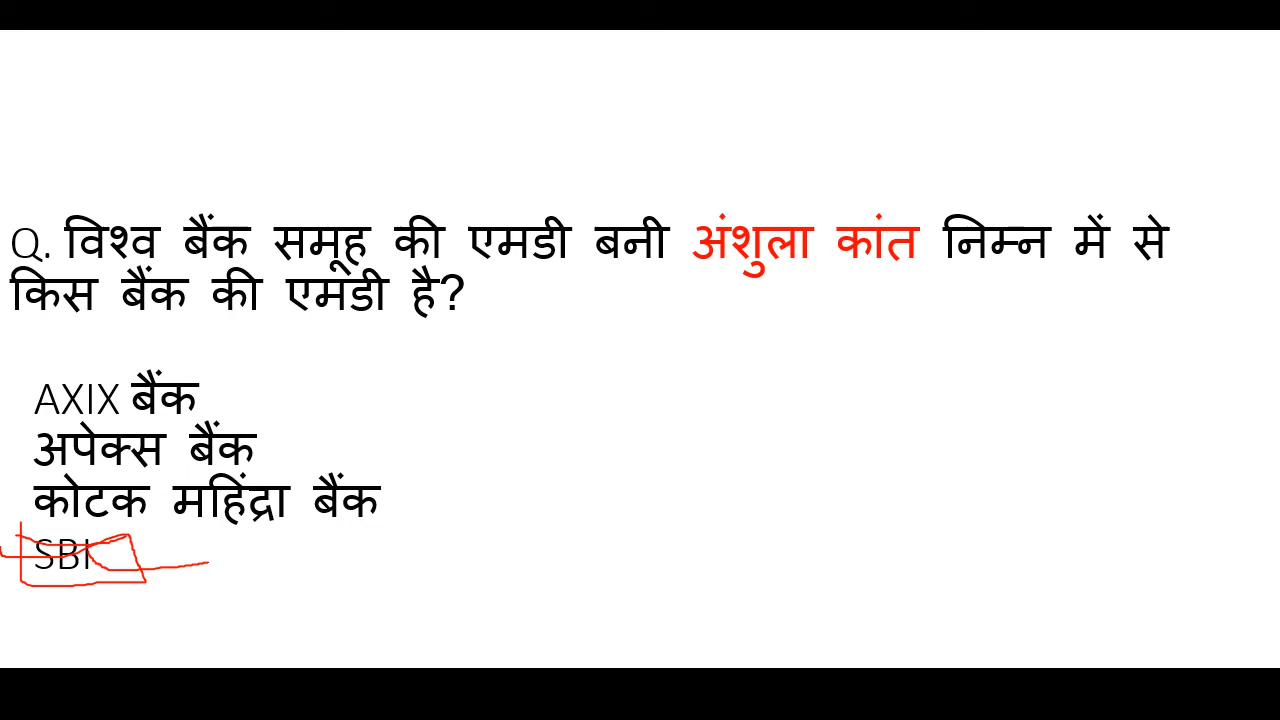 Q. विश्व बैंक समूह की एमडी बनी अंशुला कांत निम्न में से
किस बैंक की एमडी है?
AXIX बैंक
अपेक्स बैंक
कोटक महिंद्रा बैंक
SBI